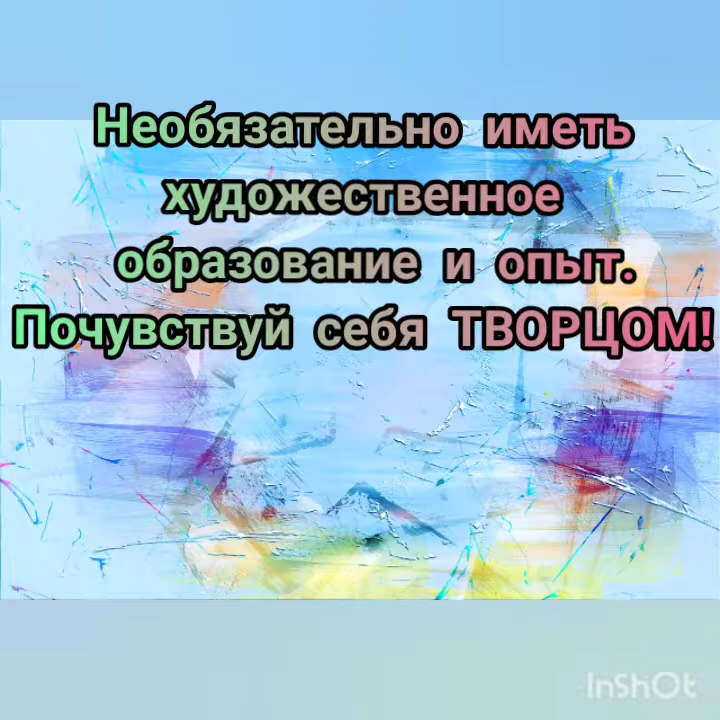 Необязательно иметь
художественное
образование и опыт.
Почувствуй себя ТВОРЦОМ!
InShOt